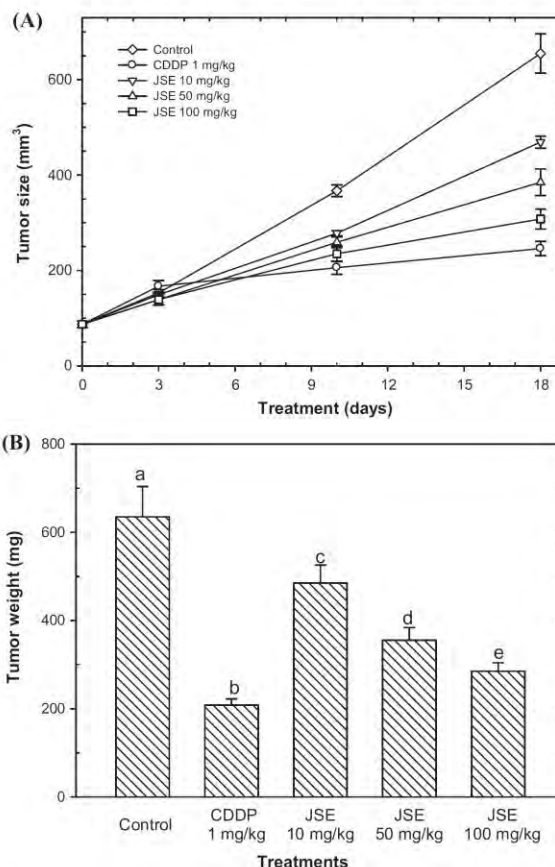 (A)
Control
CDDP 1 mg/kg
JSE 10 mg/kg
JSE 50 mg/kg
JSE 100 mg/kg
Tumor size (mm³)
600
400
200
0
0 3 6 9 12 15 18
Treatment (days)
(B)
Tumor weight (mg)
800
600
400
200
0
a
b
c
d
e
Control CDDP JSE JSE JSE
1 mg/kg 10 mg/kg 50 mg/kg 100 mg/kg
Treatments